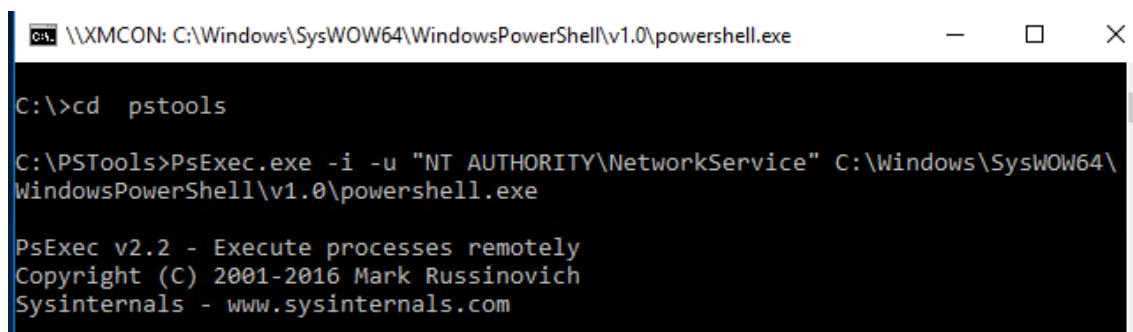 \\XMCON: C:\Windows\SysWOW64\WindowsPowerShell\v1.0\powershell.exe
C:\>cd  pstools
C:\PSTools>PsExec.exe -i -u "NT AUTHORITY\NetworkService" C:\Windows\SysWOW64\
WindowsPowerShell\v1.0\powershell.exe
PsExec v2.2 - Execute processes remotely
Copyright (C) 2001-2016 Mark Russinovich
Sysinternals - www.sysinternals.com